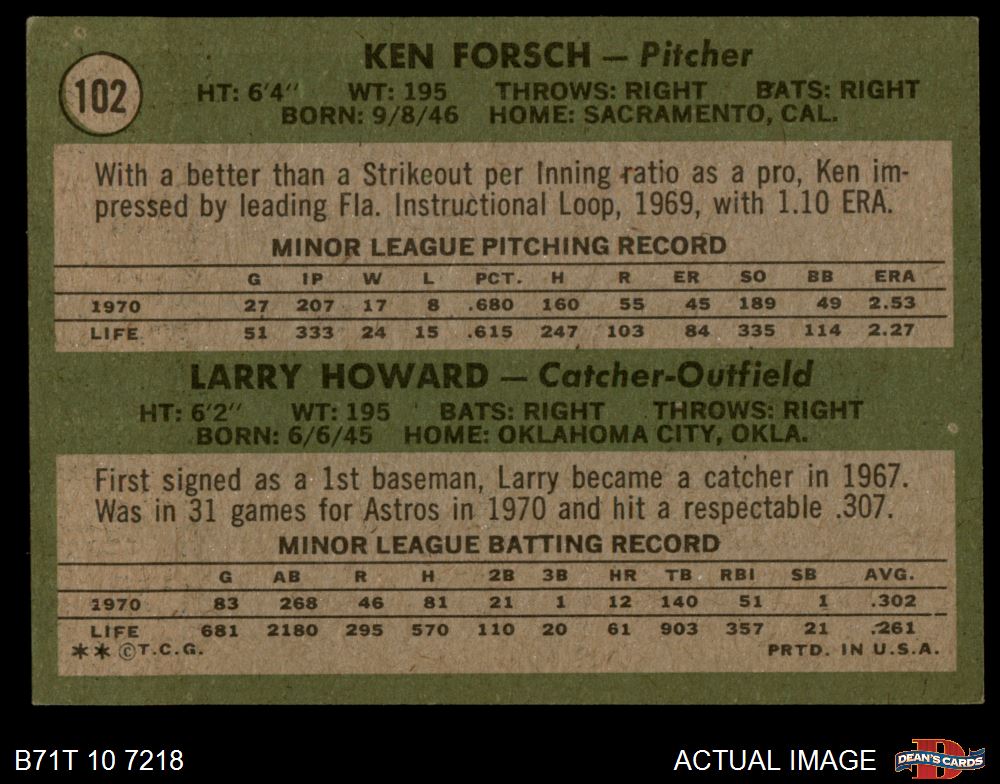 102
KEN FORSCH — Pitcher
HT: 6'4" WT: 195 THROWS: RIGHT BATS: RIGHT
BORN: 9/8/46 HOME: SACRAMENTO, CAL.
With a better than a Strikeout per Inning ratio as a pro, Ken im-
pressed by leading Fla. Instructional Loop, 1969, with 1.10 ERA.
MINOR LEAGUE PITCHING RECORD
G IP W L PCT. H R ER SO BB ERA
1970 27 207 17 8 .680 160 55 45 189 49 2.53
LIFE 51 333 24 15 .615 247 103 84 335 114 2.27
LARRY HOWARD — Catcher-Outfield
HT: 6'2" WT: 195 BATS: RIGHT THROWS: RIGHT
BORN: 6/6/45 HOME: OKLAHOMA CITY, OKLA.
First signed as a 1st baseman, Larry became a catcher in 1967.
Was in 31 games for Astros in 1970 and hit a respectable .307.
MINOR LEAGUE BATTING RECORD
G AB R H 2B 3B HR TB RBI SB AVG.
1970 83 268 46 81 21 1 12 140 51 1 .302
LIFE 681 2180 295 570 110 20 61 903 357 21 .261
** ©T.C.G. PRTD. IN U.S.A.
B71T 10 7218 ACTUAL IMAGE DEAN'S CARDS